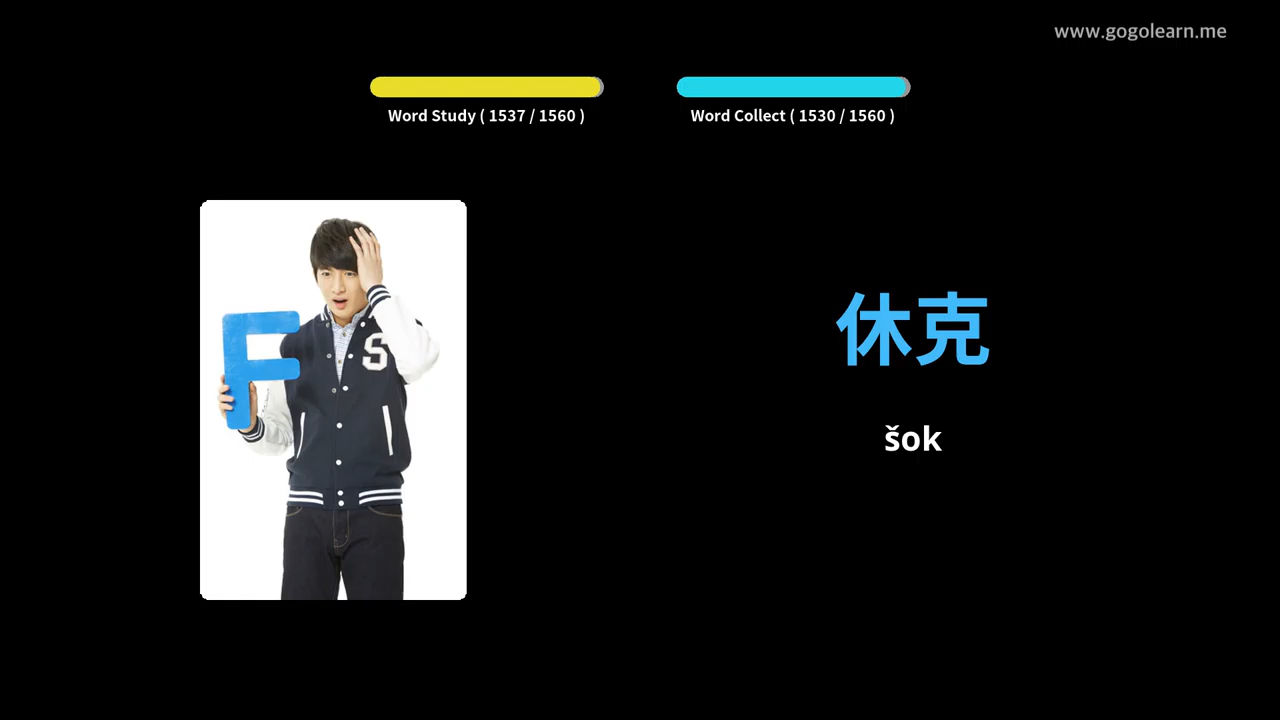 www.gogolearn.me
Word Study ( 1537 / 1560 )
Word Collect ( 1530 / 1560 )
F
S
休克
šok